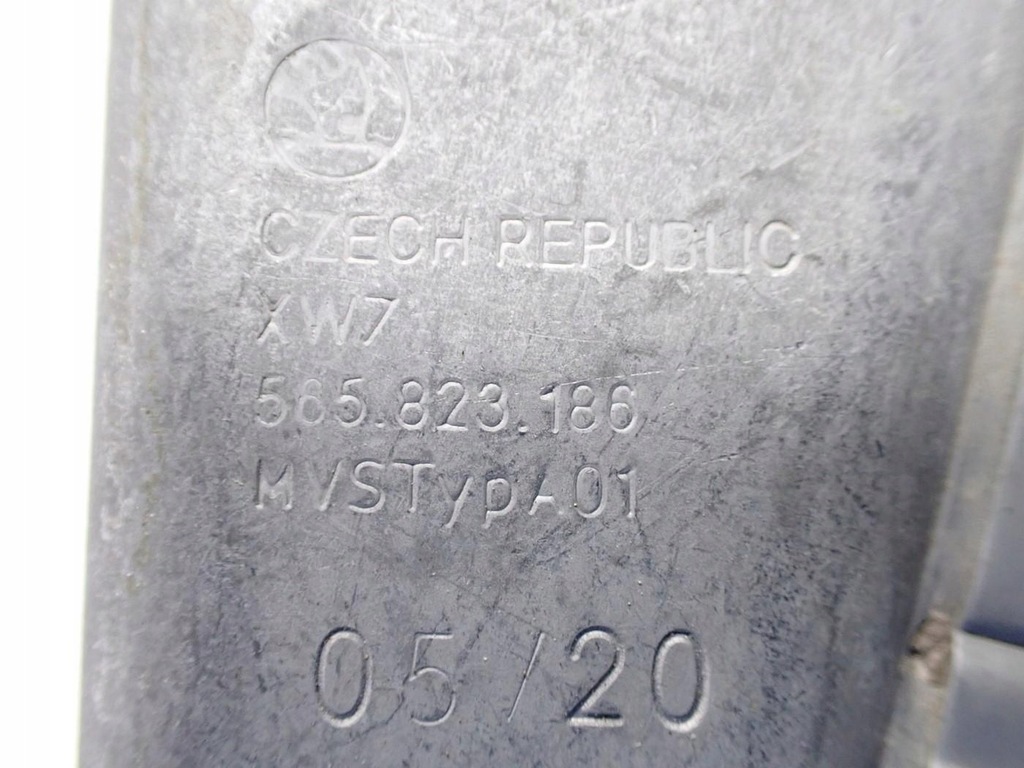 CZECH REPUBLIC
XW7
565.823.186
MVSTypA01
05/20